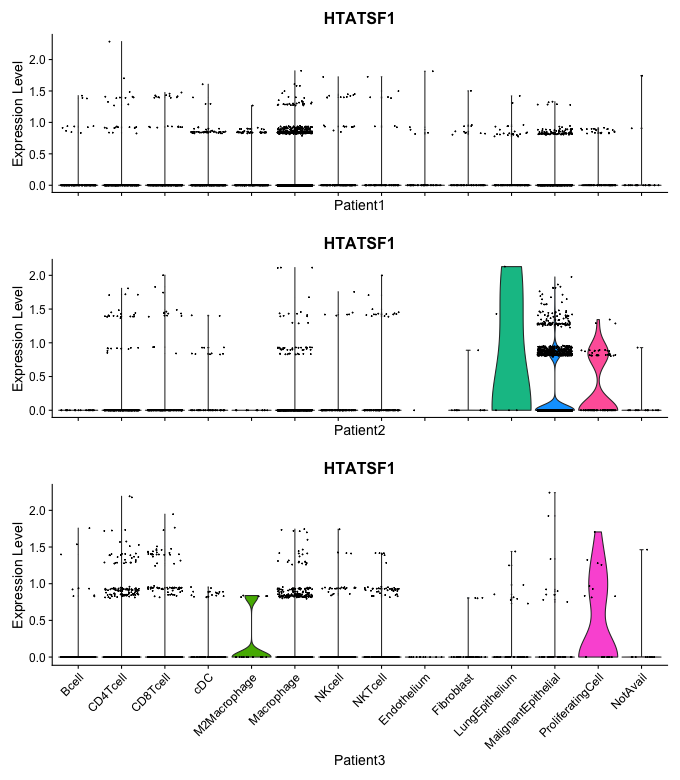 HTATSF1
Expression Level
2.0
1.5
1.0
0.5
0.0
Patient1
HTATSF1
Expression Level
2.0
1.5
1.0
0.5
0.0
Patient2
HTATSF1
Expression Level
2.0
1.5
1.0
0.5
0.0
Bcell
CD4Tcell
CD8Tcell
cDC
M2Macrophage
Macrophage
NKcell
NKTcell
Endothelium
Fibroblast
LungEpithelium
MalignantEpithelial
ProliferatingCell
NotAvail
Patient3